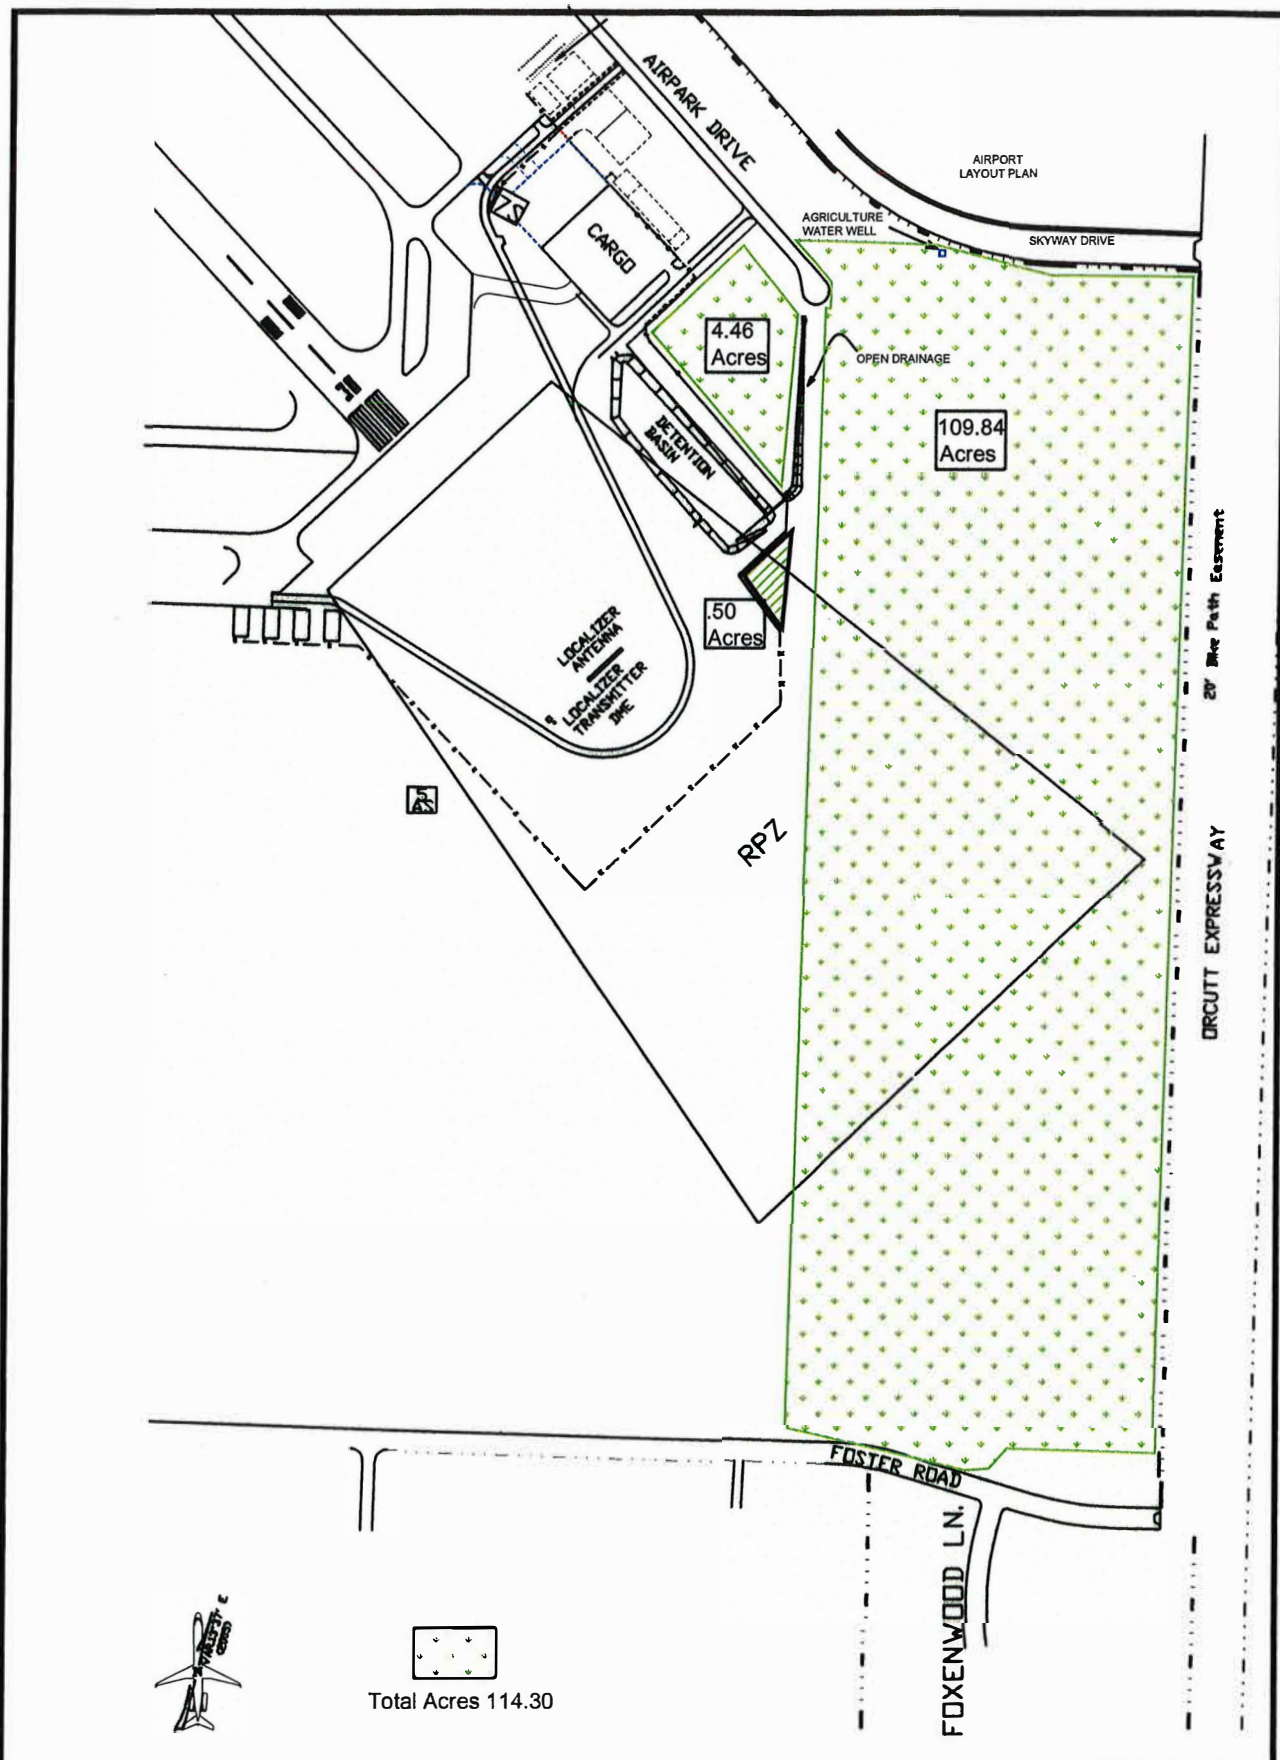 AIRPARK DRIVE
AIRPORT
LAYOUT PLAN
AGRICULTURE
WATER WELL
SKYWAY DRIVE
CARGO
4.46
Acres
OPEN DRAINAGE
109.84
Acres
DETENTION
BASIN
20' Bike Path Easement
.50
Acres
LOCALIZER
ANTENNA
LOCALIZER
TRANSMITTER
DME
RPZ
ORCUTT EXPRESSWAY
FOSTER ROAD
FOXENWOOD LN.
Total Acres 114.30